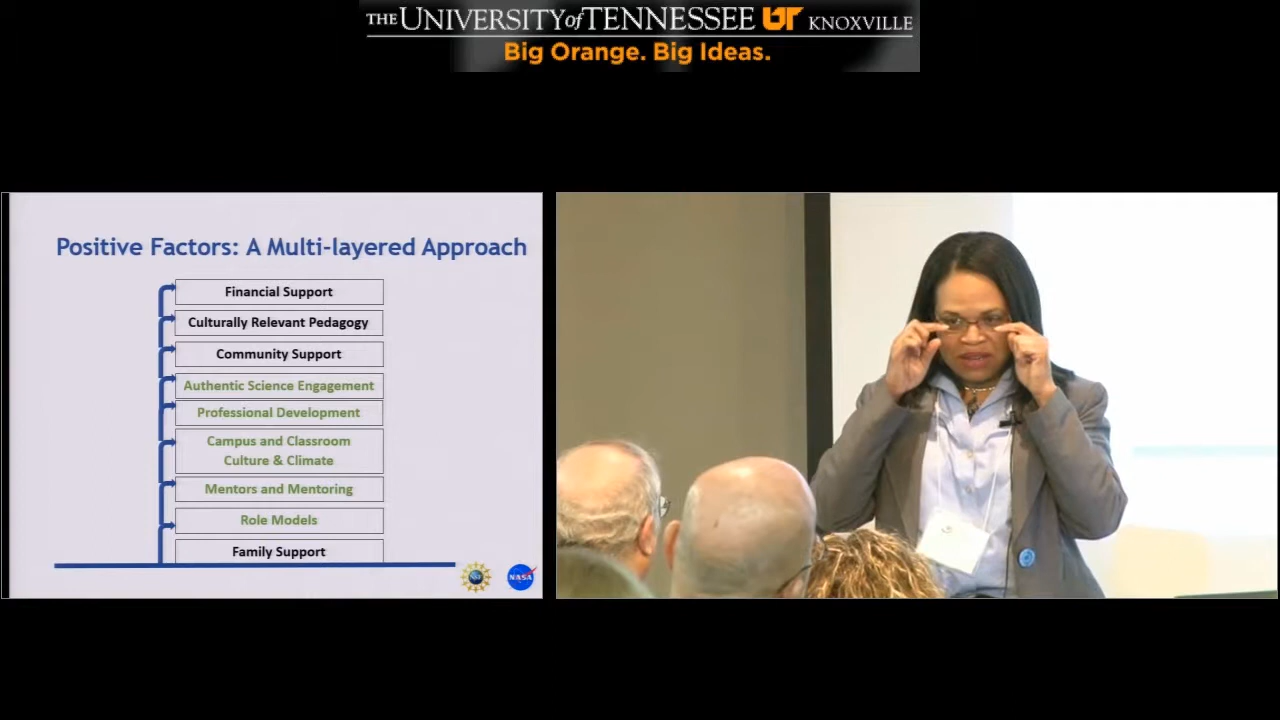 THE UNIVERSITY of TENNESSEE UT KNOXVILLE
Big Orange. Big Ideas.
Positive Factors: A Multi-layered Approach
Financial Support
Culturally Relevant Pedagogy
Community Support
Authentic Science Engagement
Professional Development
Campus and Classroom
Culture & Climate
Mentors and Mentoring
Role Models
Family Support
NSF
NASA